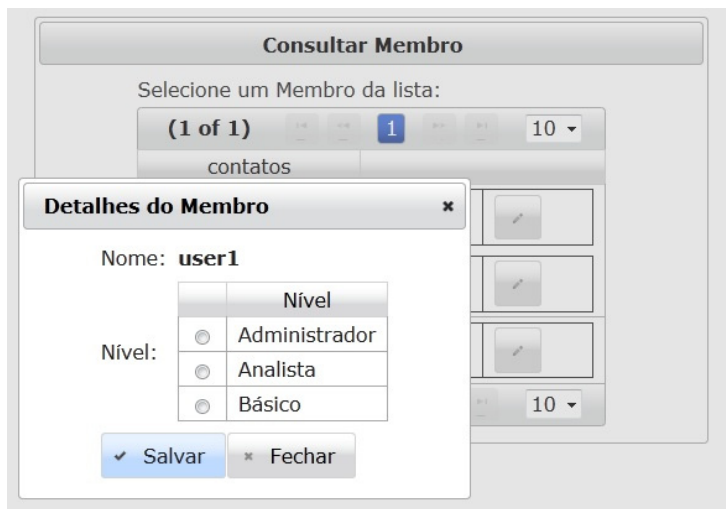 Consultar Membro
Selecione um Membro da lista:
(1 of 1) 1 10
contatos
Detalhes do Membro
Nome: user1
Nível
Nível:
Administrador
Analista
Básico
10
Salvar Fechar